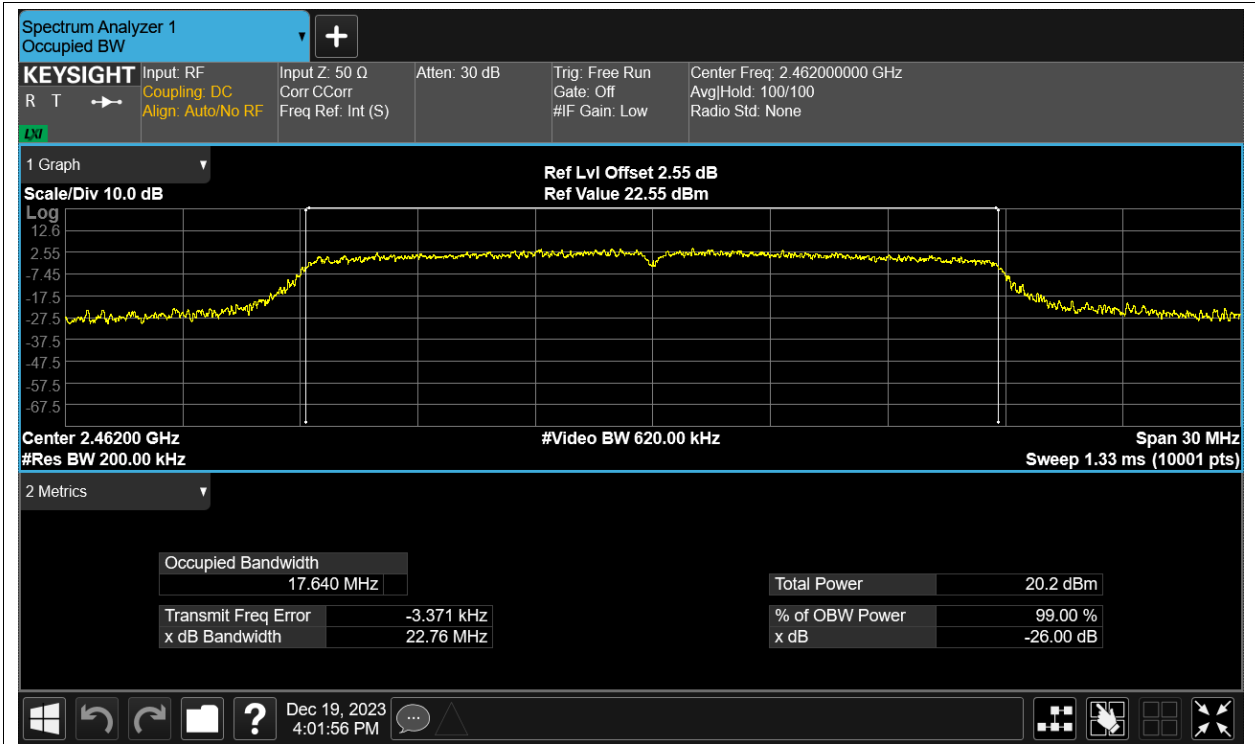 Spectrum Analyzer 1
Occupied BW
KEYSIGHT
R T
LXI
Input: RF
Coupling: DC
Align: Auto/No RF
Input Z: 50 Ω
Corr CCorr
Freq Ref: Int (S)
Atten: 30 dB
Trig: Free Run
Gate: Off
#IF Gain: Low
Center Freq: 2.462000000 GHz
Avg|Hold: 100/100
Radio Std: None
1 Graph
Scale/Div 10.0 dB
Ref Lvl Offset 2.55 dB
Ref Value 22.55 dBm
Log
12.6
2.55
-7.45
-17.5
-27.5
-37.5
-47.5
-57.5
-67.5
Center 2.46200 GHz
#Video BW 620.00 kHz
Span 30 MHz
#Res BW 200.00 kHz
Sweep 1.33 ms (10001 pts)
2 Metrics
Occupied Bandwidth
17.640 MHz
Transmit Freq Error -3.371 kHz
x dB Bandwidth 22.76 MHz
Total Power 20.2 dBm
% of OBW Power 99.00 %
x dB -26.00 dB
?
Dec 19, 2023
4:01:56 PM